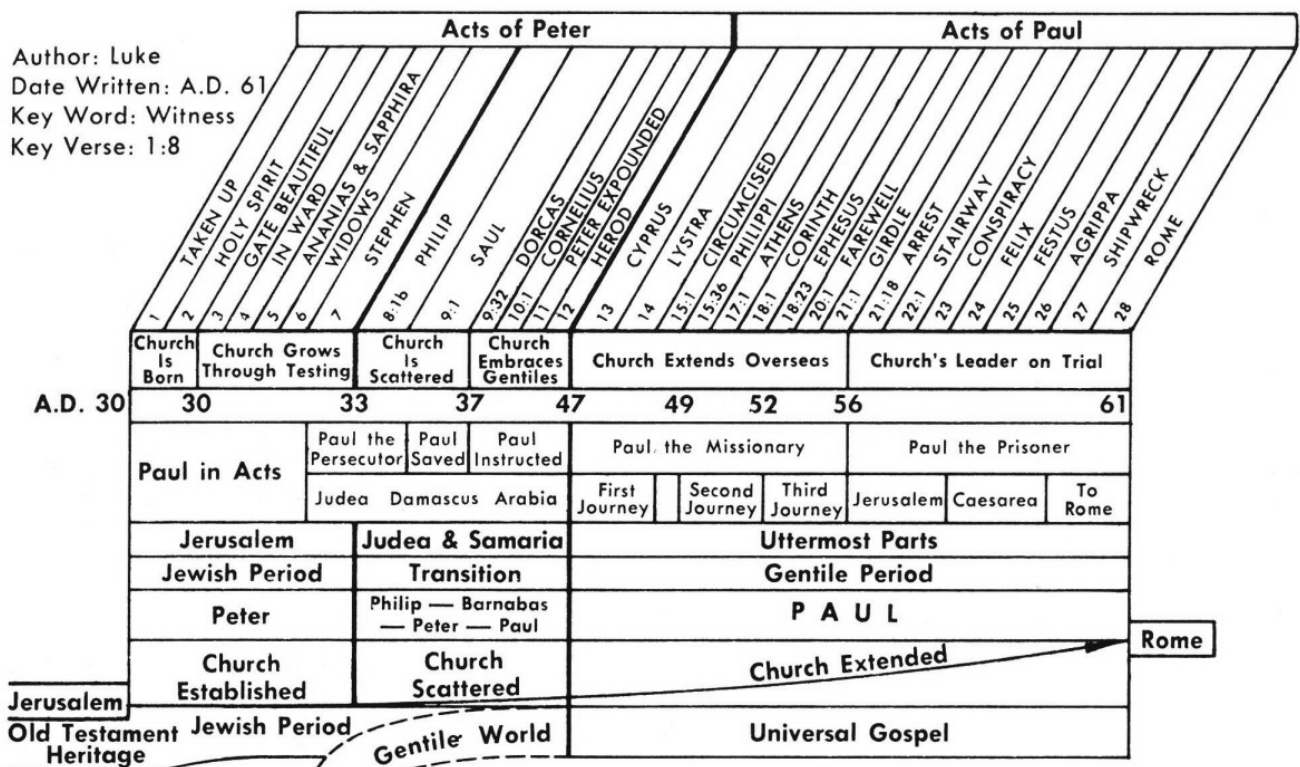 Acts of Peter
Acts of Paul
Author: Luke
Date Written: A.D. 61
Key Word: Witness
Key Verse: 1:8
TAKEN UP
HOLY SPIRIT
GATE BEAUTIFUL
IN WARD
ANANIAS & SAPPHIRA
WIDOWS
STEPHEN
PHILIP
SAUL
DORCAS
CORNELIUS
PETER EXPOUNDED
HEROD
CYPRUS
LYSTRA
CIRCUMCISED
PHILIPPI
ATHENS
CORINTH
EPHESUS
FAREWELL
GIRDLE
ARREST
STAIRWAY
CONSPIRACY
FELIX
FESTUS
AGRIPPA
SHIPWRECK
ROME
1 2 3 4 5 6 7 8:1b 9:1 9:32 10:1 11 12 13 14 15:1 15:36 17:1 18:1 18:23 20:1 21:1 21:18 22:1 23 24 25 26 27 28
Church
Is
Born
Church Grows
Through Testing
Church
Is
Scattered
Church
Embraces
Gentiles
Church Extends Overseas
Church's Leader on Trial
A.D. 30 30 33 37 47 49 52 56 61
Paul in Acts
Paul the
Persecutor
Paul
Saved
Paul
Instructed
Paul the Missionary
Paul the Prisoner
Judea Damascus Arabia
First
Journey
Second
Journey
Third
Journey
Jerusalem
Caesarea
To
Rome
Jerusalem
Judea & Samaria
Uttermost Parts
Jewish Period
Transition
Gentile Period
Peter
Philip — Barnabas
— Peter — Paul
PAUL
Church
Established
Church
Scattered
Church Extended
Rome
Jerusalem
Old Testament
Heritage
Jewish Period
Gentile World
Universal Gospel